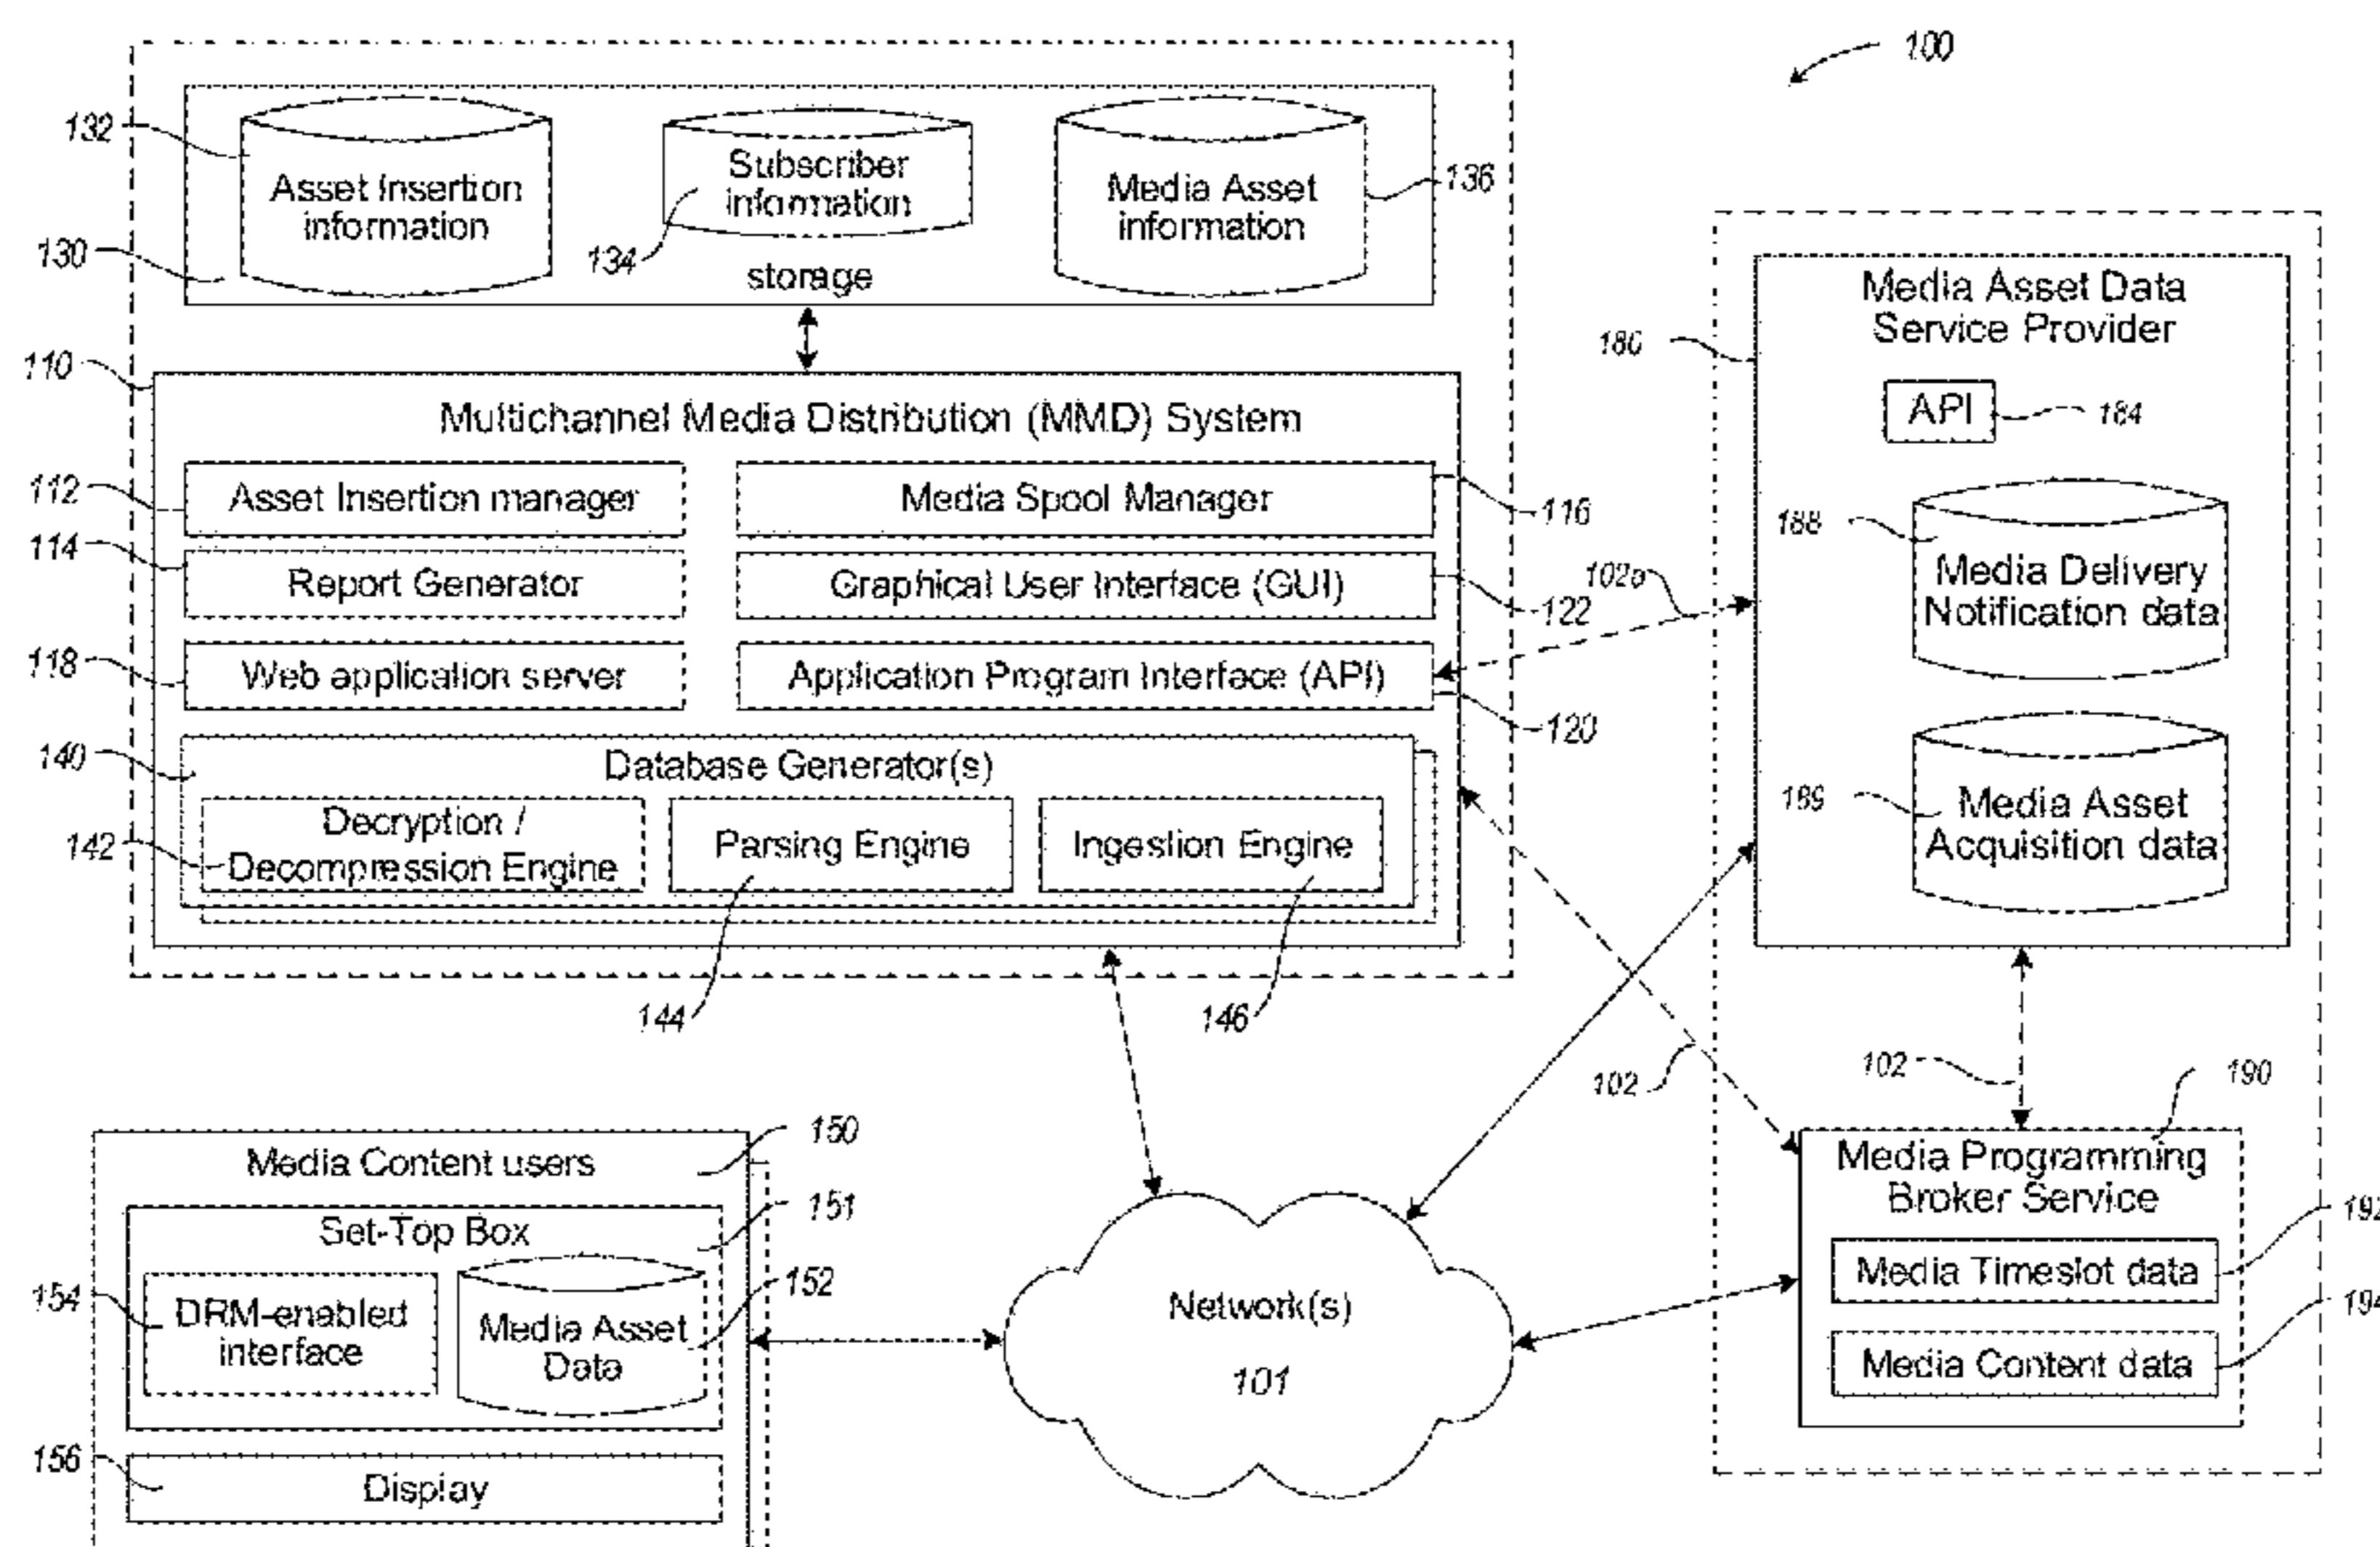 100
132
Asset Insertion
information
Subscriber
information
Media Asset
information
136
130
134
storage
110
Multichannel Media Distribution (MMD) System
112
Asset Insertion manager
Media Spool Manager
116
114
Report Generator
Graphical User Interface (GUI)
122
118
Web application server
Application Program Interface (API)
120
140
Database Generator(s)
142
Decryption /
Decompression Engine
Parsing Engine
Ingestion Engine
144
146
Media Asset Data
Service Provider
180
API
184
188
Media Delivery
Notification data
102a
189
Media Asset
Acquisition data
102
102
190
Media Programming
Broker Service
192
Media Timeslot data
194
Media Content data
150
Media Content users
151
Set-Top Box
154
DRM-enabled
interface
152
Media Asset
Data
156
Display
Network(s)
101